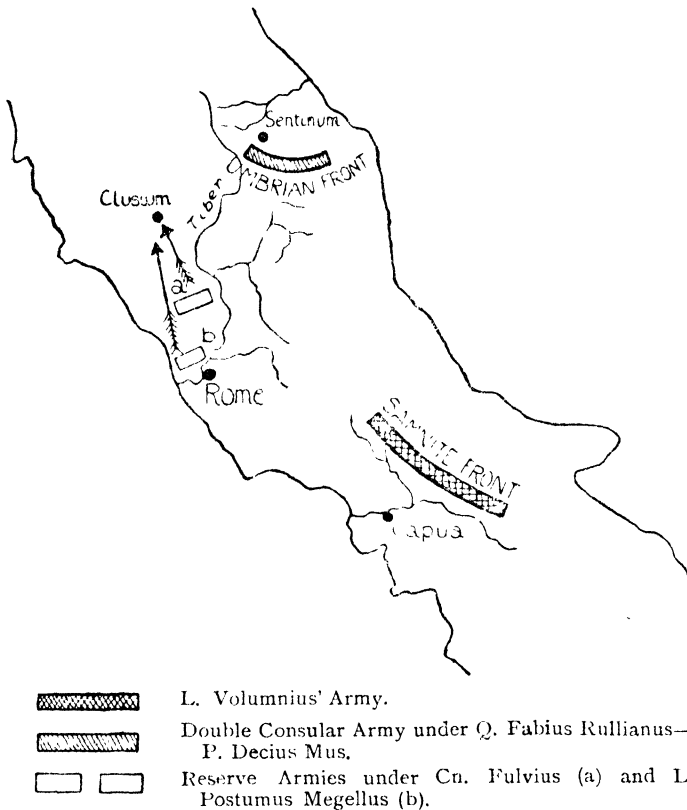 Sentinum
UMBRIAN FRONT
Tiber
Clusium
a
b
Rome
SAMNITE FRONT
Capua
L. Volumnius' Army.
Double Consular Army under Q. Fabius Rullianus—
P. Decius Mus.
Reserve Armies under Cn. Fulvius (a) and L
Postumus Megellus (b).